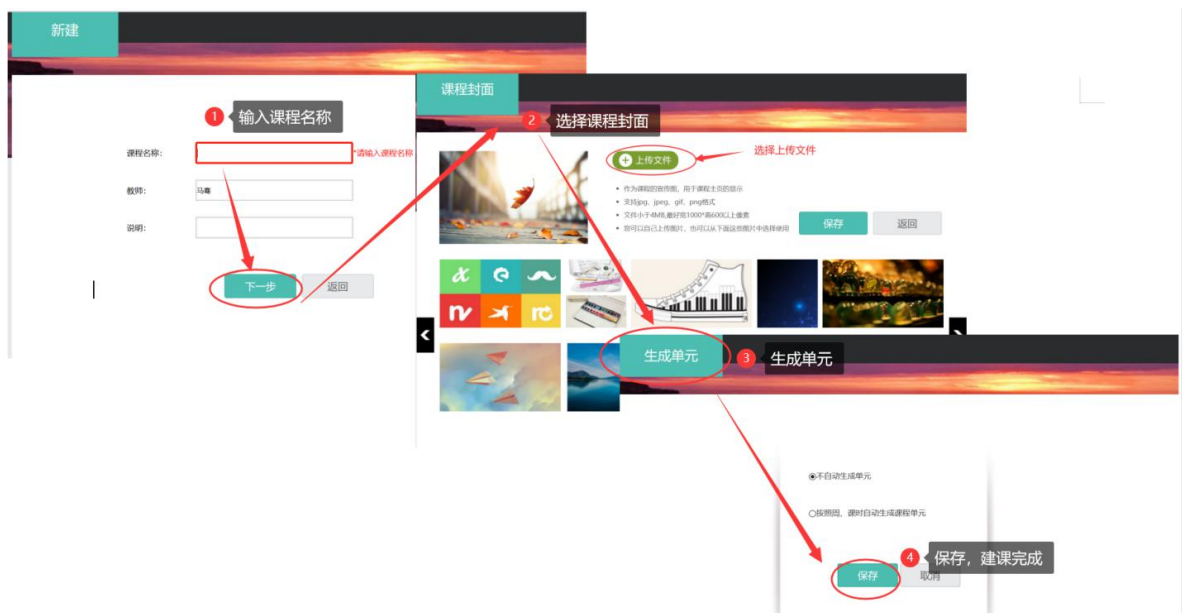 新建
1 输入课程名称
课程名称:
*请输入课程名称
教师:
马骞
说明:
下一步
返回
课程封面
2 选择课程封面
上传文件
选择上传文件
作为课程的宣传图，用于课程主页的显示
支持jpg、jpeg、gif、png格式
文件小于4MB,最好宽1000*高600以上像素
您可以自己上传图片，也可以从下面这些图片中选择使用
保存
返回
生成单元
3 生成单元
不自动生成单元
按照周、课时自动生成课程单元
4 保存，建课完成
保存
取消